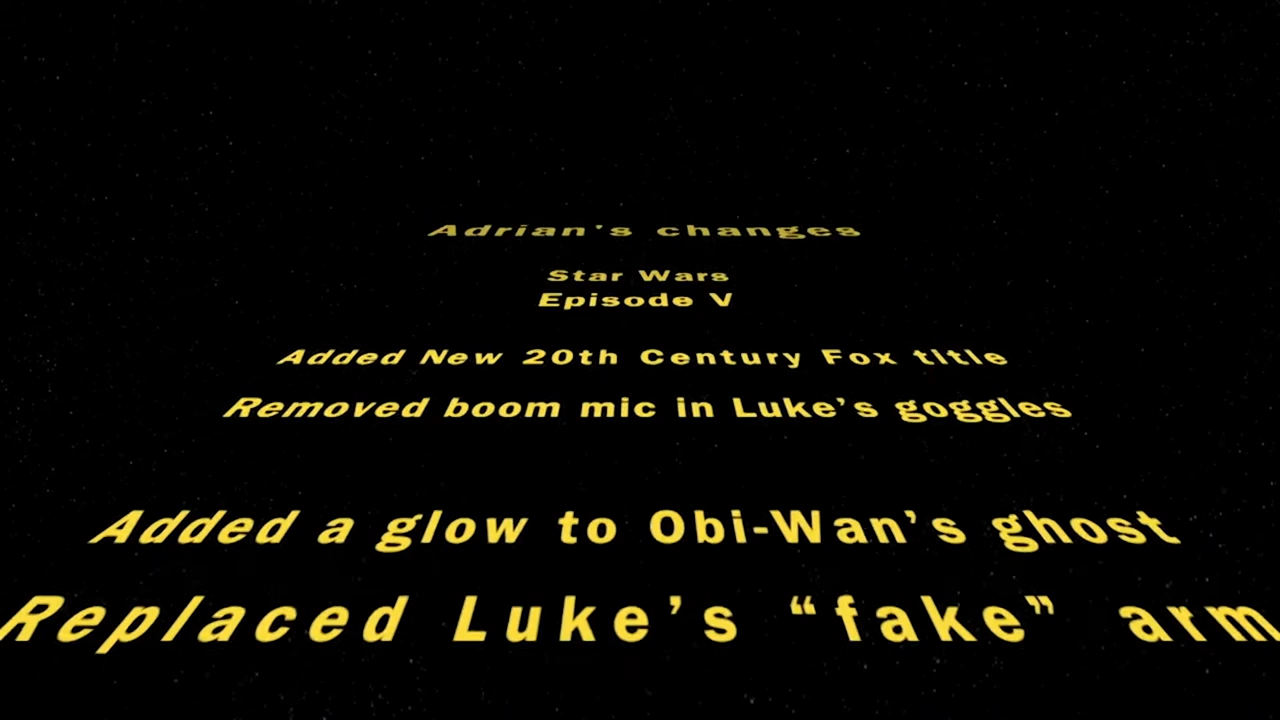 Adrian's changes
Star Wars
Episode V
Added New 20th Century Fox title
Removed boom mic in Luke’s goggles
Added a glow to Obi-Wan’s ghost
Replaced Luke’s “fake” arm